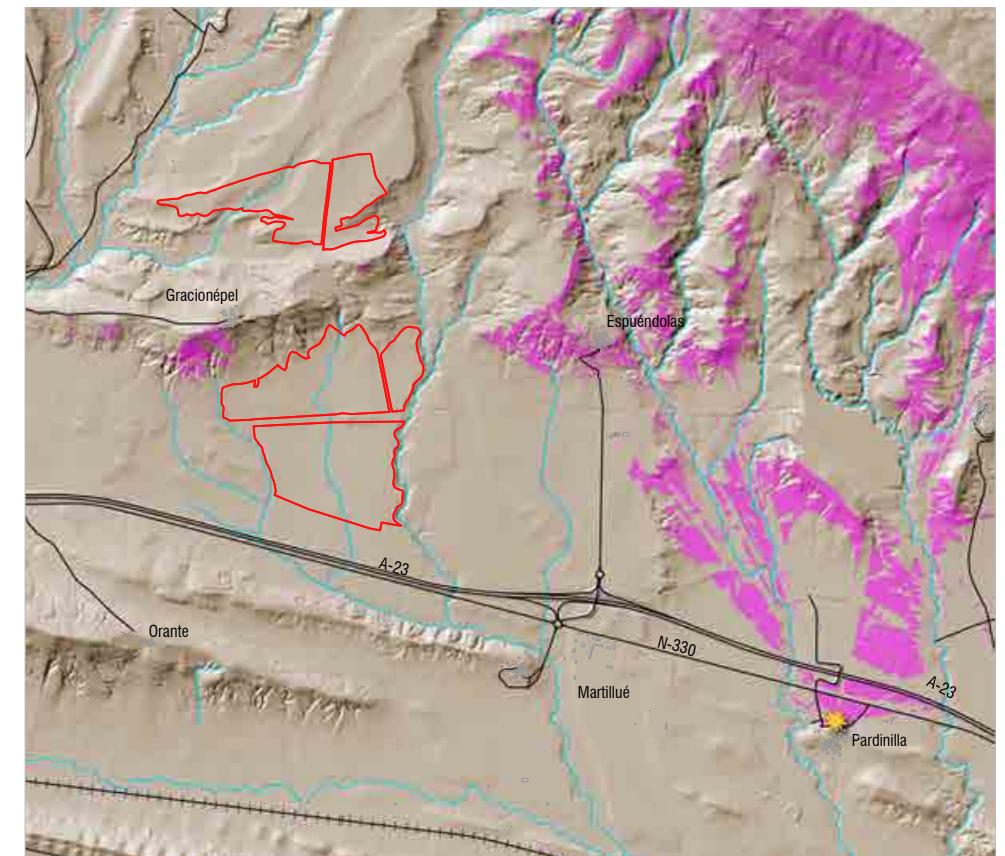 Gracionépel
Espuéndolas
A-23
Orante
N-330
A-23
Martillué
Pardinilla